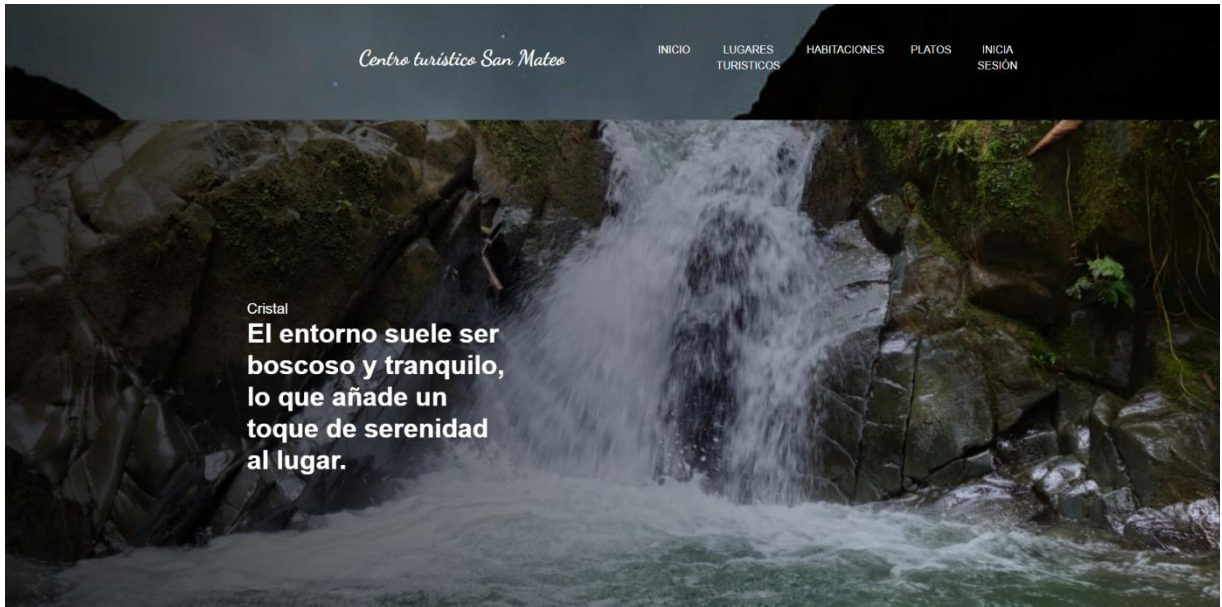 Centro turístico San Mateo
INICIO
LUGARES
TURISTICOS
HABITACIONES
PLATOS
INICIA
SESIÓN
Cristal
El entorno suele ser
boscoso y tranquilo,
lo que añade un
toque de serenidad
al lugar.